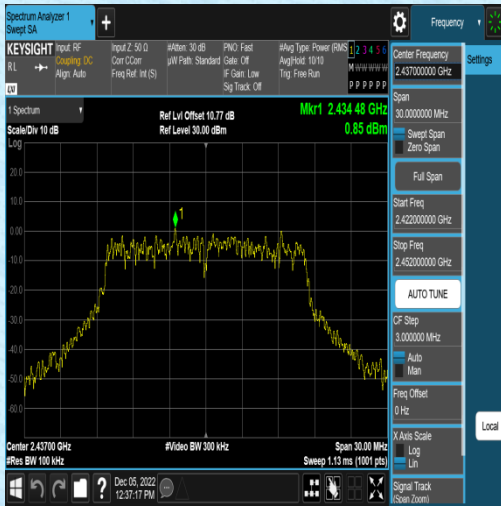 Spectrum Analyzer 1
Swept SA
+
Frequency
KEYSIGHT
RL
Input: RF
Coupling: DC
Align: Auto
Input Z: 50 Ω
Corr CCorr
Freq Ref: Int (S)
#Atten: 30 dB
µW Path: Standard
PNO: Fast
Gate: Off
IF Gain: Low
Sig Track: Off
#Avg Type: Power (RMS
Avg|Hold: 10/10
Trig: Free Run
1 2 3 4 5 6
M W W W W W
P P P P P P
LXI
1 Spectrum
Scale/Div 10 dB
Ref Lvl Offset 10.77 dB
Ref Level 30.00 dBm
Mkr1 2.434 48 GHz
0.85 dBm
Log
20.0
10.0
0.00
-10.0
-20.0
-30.0
-40.0
-50.0
-60.0
1
Center 2.43700 GHz
#Res BW 100 kHz
#Video BW 300 kHz
Span 30.00 MHz
Sweep 1.13 ms (1001 pts)
?
Dec 05, 2022
12:37:17 PM
Center Frequency
2.437000000 GHz
Settings
Span
30.0000000 MHz
Swept Span
Zero Span
Full Span
Start Freq
2.422000000 GHz
Stop Freq
2.452000000 GHz
AUTO TUNE
CF Step
3.000000 MHz
Auto
Man
Freq Offset
0 Hz
X Axis Scale
Log
Lin
Local
Signal Track
(Span Zoom)